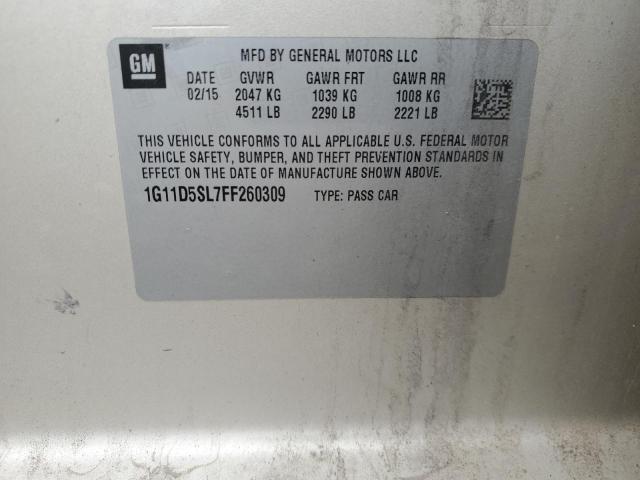 GM
MFD BY GENERAL MOTORS LLC
DATE GVWR GAWR FRT GAWR RR
02/15 2047 KG 1039 KG 1008 KG
4511 LB 2290 LB 2221 LB
THIS VEHICLE CONFORMS TO ALL APPLICABLE U.S. FEDERAL MOTOR
VEHICLE SAFETY, BUMPER, AND THEFT PREVENTION STANDARDS IN
EFFECT ON THE DATE OF MANUFACTURE SHOWN ABOVE.
1G11D5SL7FF260309 TYPE: PASS CAR